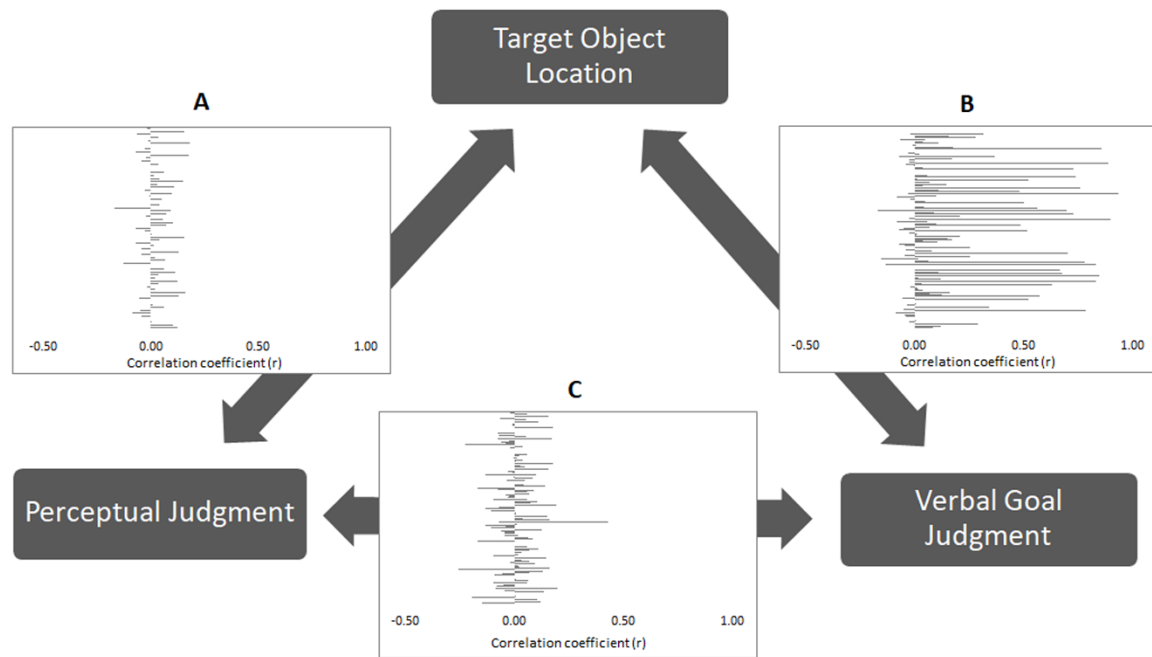 Target Object
Location
A
B
-0.50 0.00 0.50 1.00
Correlation coefficient (r)
-0.50 0.00 0.50 1.00
Correlation coefficient (r)
C
Perceptual Judgment
Verbal Goal
Judgment
-0.50 0.00 0.50 1.00
Correlation coefficient (r)